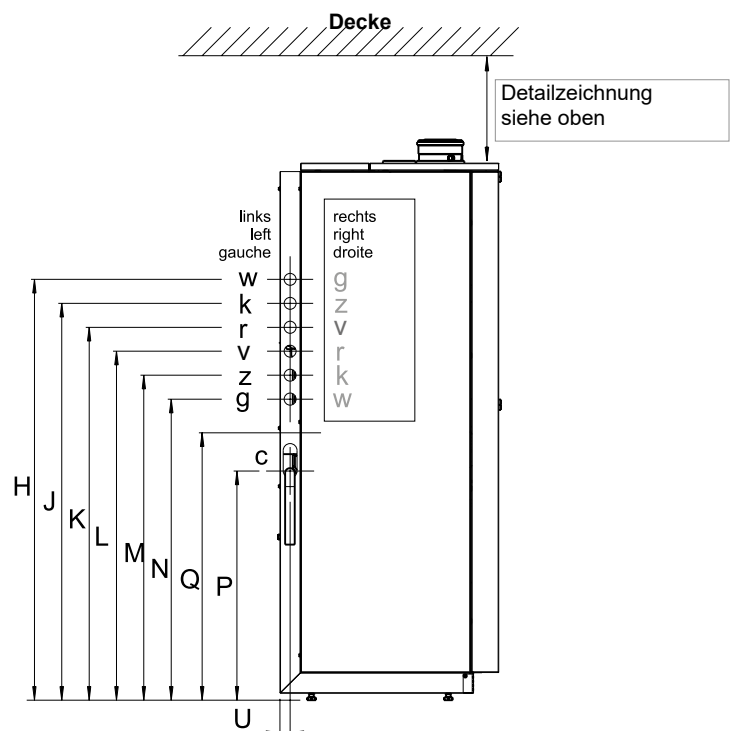 Decke
Detailzeichnung
siehe oben
links
left
gauche
rechts
right
droite
w g
k z
r v
v r
z k
g w
c
H
J
K
L
M
N
Q
P
U